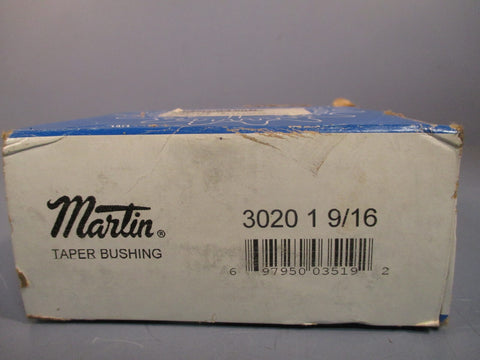 Martin®
TAPER BUSHING
3020 1 9/16
6 97950 03519 2